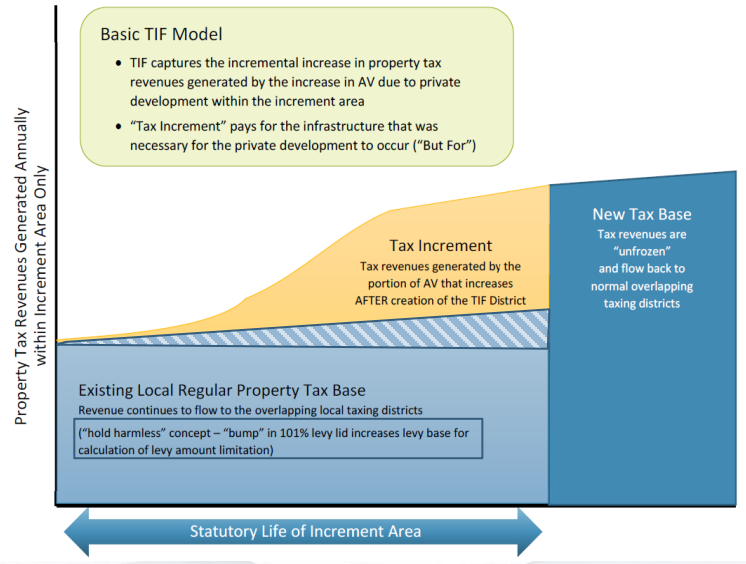 Basic TIF Model
• TIF captures the incremental increase in property tax
revenues generated by the increase in AV due to private
development within the increment area
• “Tax Increment” pays for the infrastructure that was
necessary for the private development to occur (“But For”)
Property Tax Revenues Generated Annually
within Increment Area Only
Tax Increment
Tax revenues generated by the
portion of AV that increases
AFTER creation of the TIF District
New Tax Base
Tax revenues are
“unfrozen”
and flow back to
normal overlapping
taxing districts
Existing Local Regular Property Tax Base
Revenue continues to flow to the overlapping local taxing districts
(“hold harmless” concept – “bump” in 101% levy lid increases levy base for
calculation of levy amount limitation)
Statutory Life of Increment Area